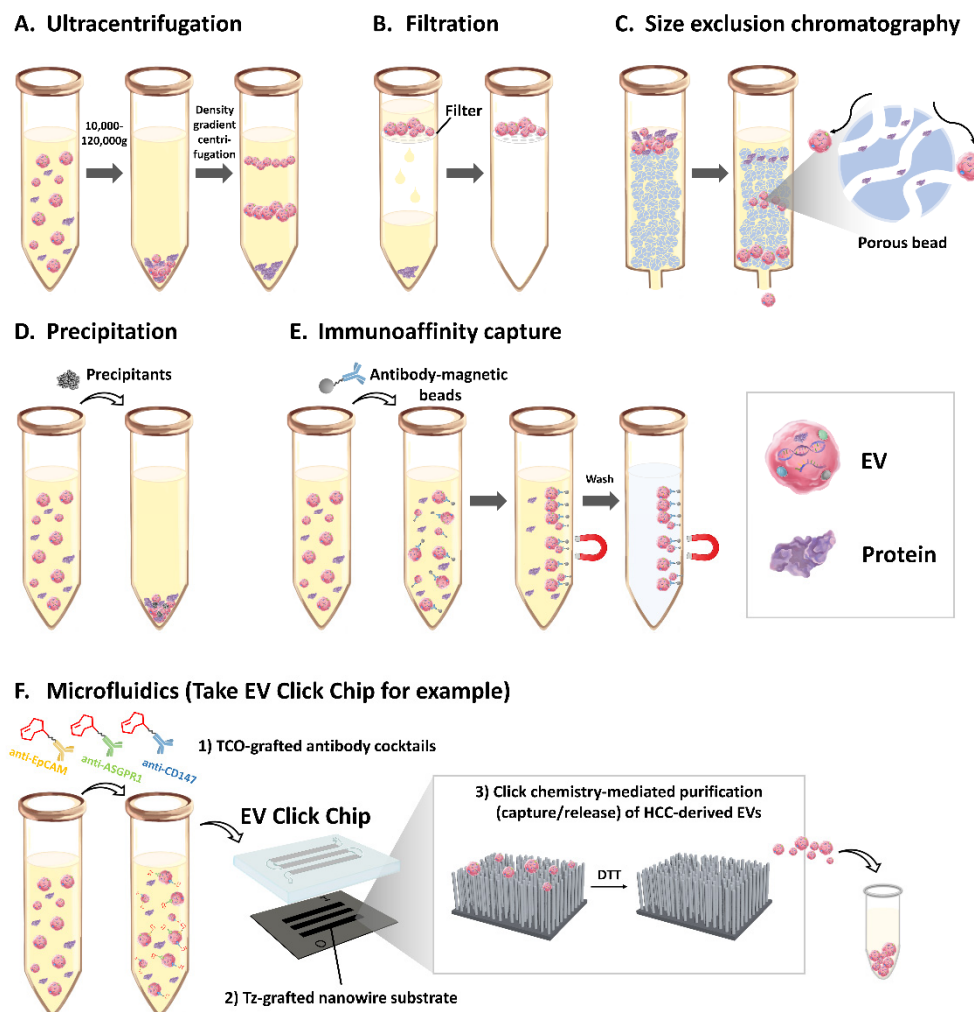 A. Ultracentrifugation
10,000-
120,000g
Density
gradient
centri-
fugation
B. Filtration
Filter
C. Size exclusion chromatography
Porous bead
D. Precipitation
Precipitants
E. Immunoaffinity capture
Antibody-magnetic
beads
Wash
EV
Protein
F. Microfluidics (Take EV Click Chip for example)
anti-EpCAM
anti-ASGPR1
anti-CD147
1) TCO-grafted antibody cocktails
EV Click Chip
2) Tz-grafted nanowire substrate
3) Click chemistry-mediated purification
(capture/release) of HCC-derived EVs
DTT